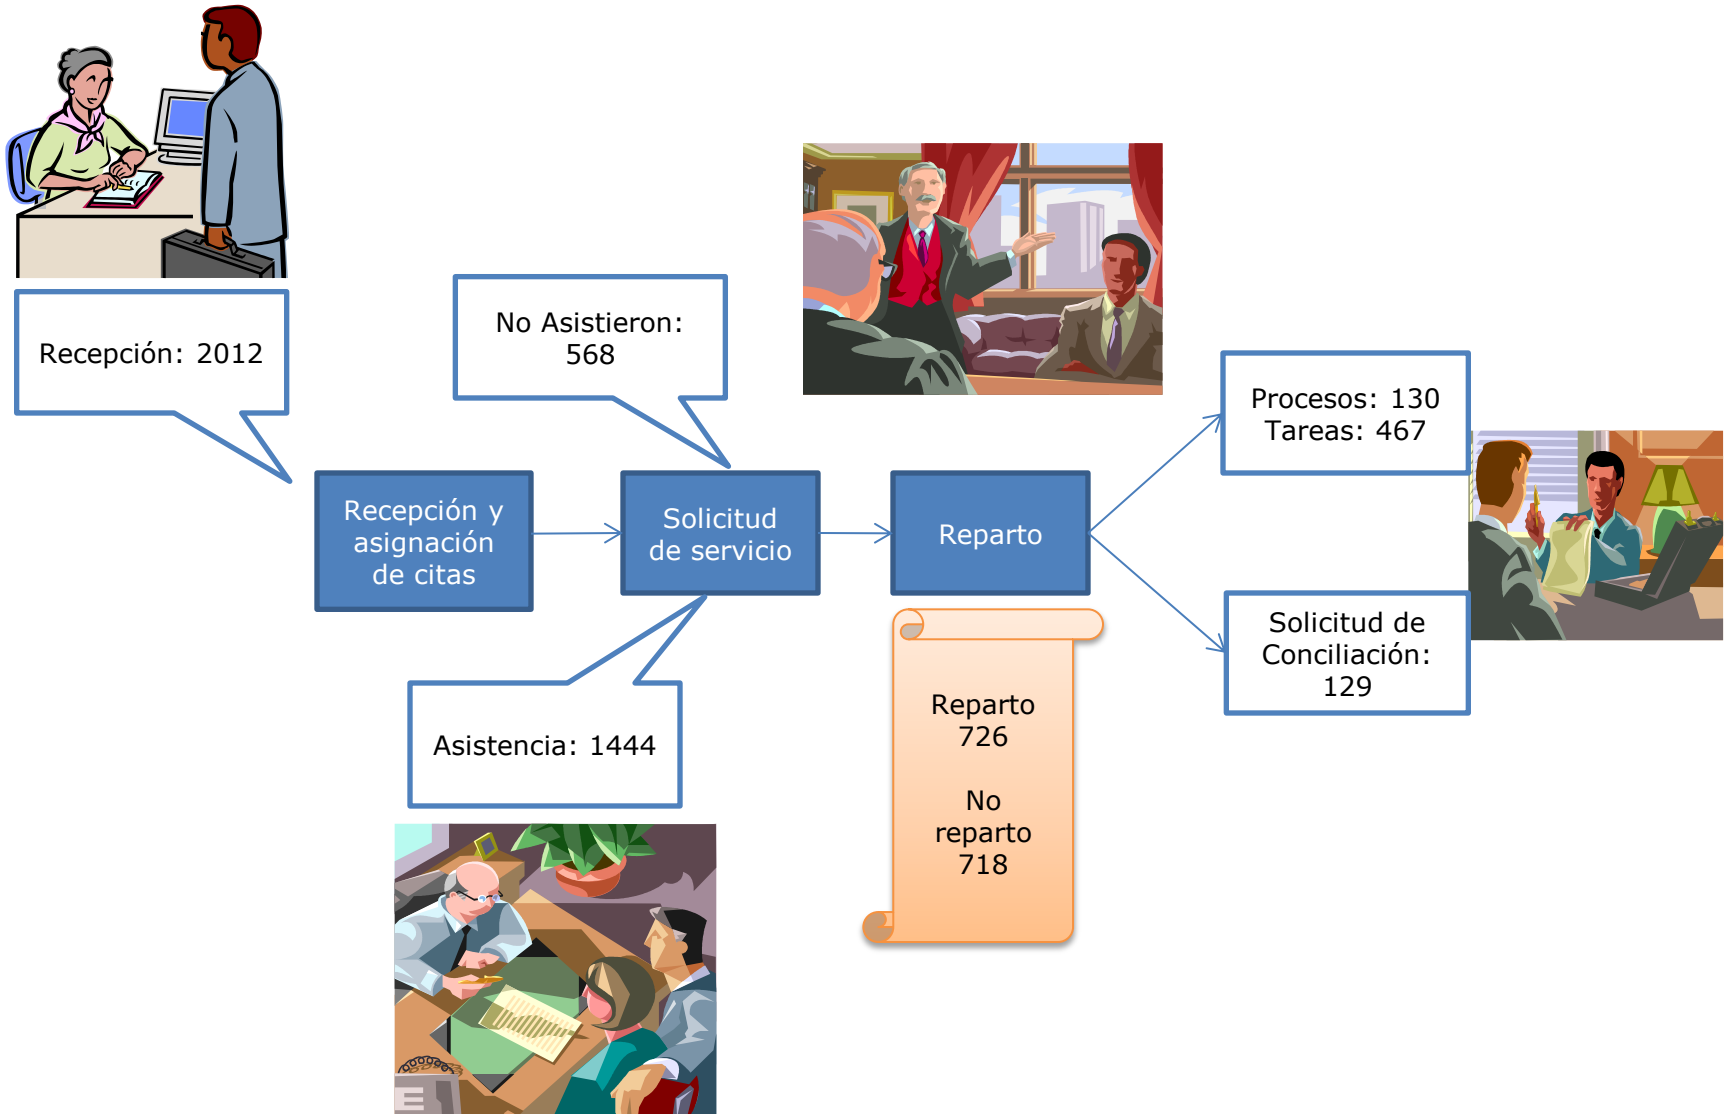 Recepción: 2012
No Asistieron:
568
Procesos: 130
Tareas: 467
Recepción y
asignación
de citas
Solicitud
de servicio
Reparto
Solicitud de
Conciliación:
129
Asistencia: 1444
Reparto
726
No
reparto
718